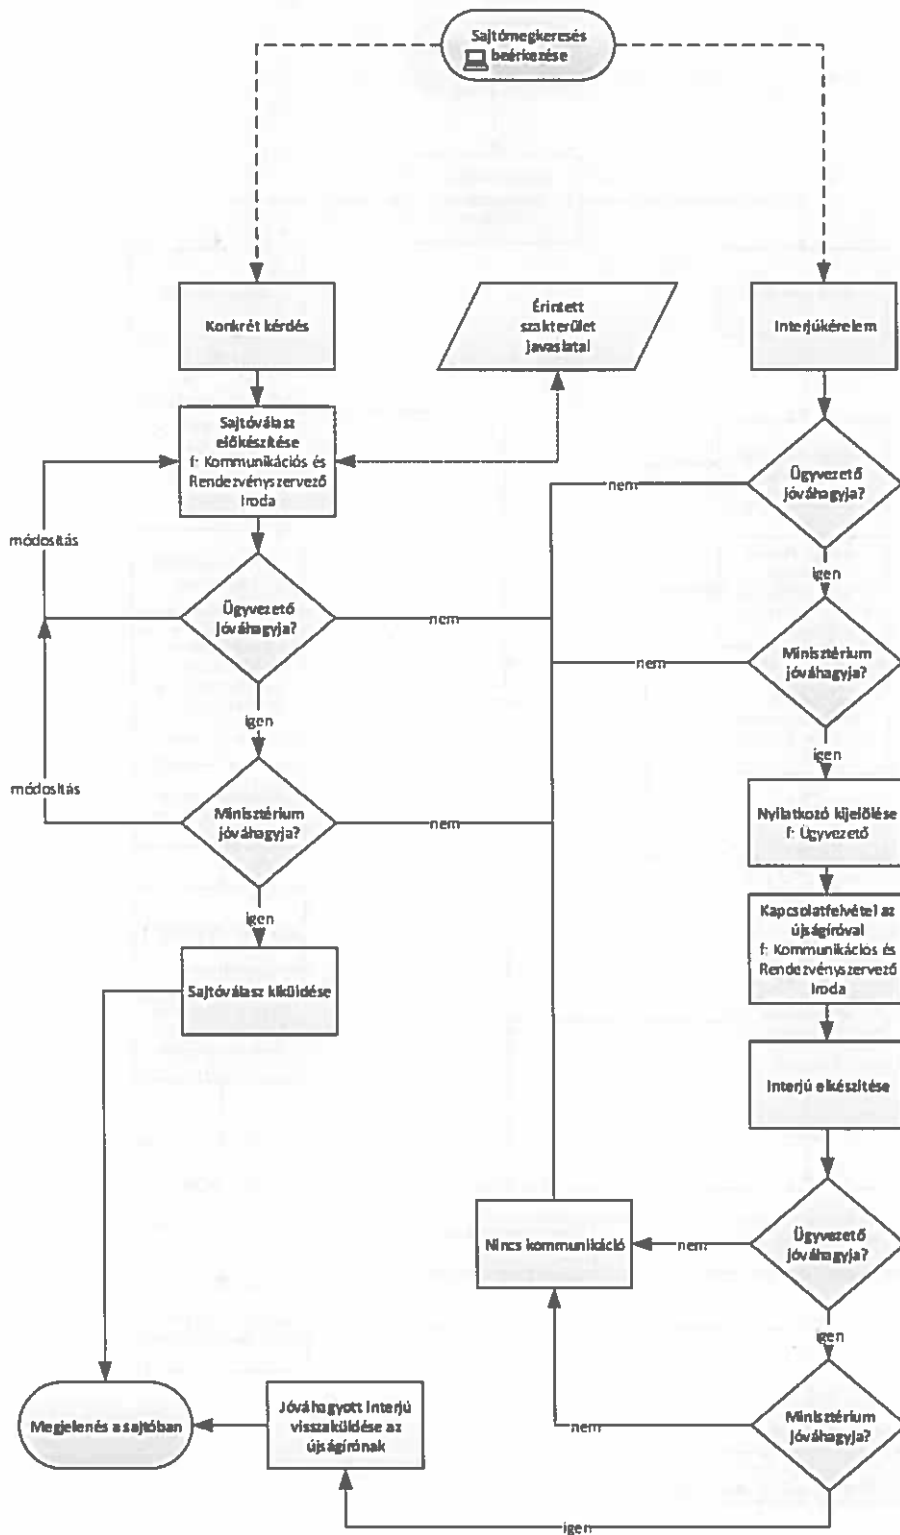 Sajtómegkeresés
beérkezése
Konkrét kérdés
Érintett
szakterület
javaslatai
Interjúkérelem
Sajtóválasz
előkészítése
f: Kommunikációs és
Rendezvényszervező
Iroda
Ügyvezető
jóváhagyja?
nem
módosítás
igen
Ügyvezető
jóváhagyja?
nem
Minisztérium
jóváhagyja?
nem
igen
igen
módosítás
Minisztérium
jóváhagyja?
nem
Nyilatkozó kijelölése
f: Ügyvezető
igen
Kapcsolatfelvétel az
újságíróval
f: Kommunikációs és
Rendezvényszervező
Iroda
Sajtóválasz kiküldése
Interjú elkészítése
Nincs kommunikáció
nem
Ügyvezető
jóváhagyja?
igen
Megjelenés a sajtóban
Jóváhagyott Interjú
visszaküldése az
újságírónak
nem
Minisztérium
jóváhagyja?
igen